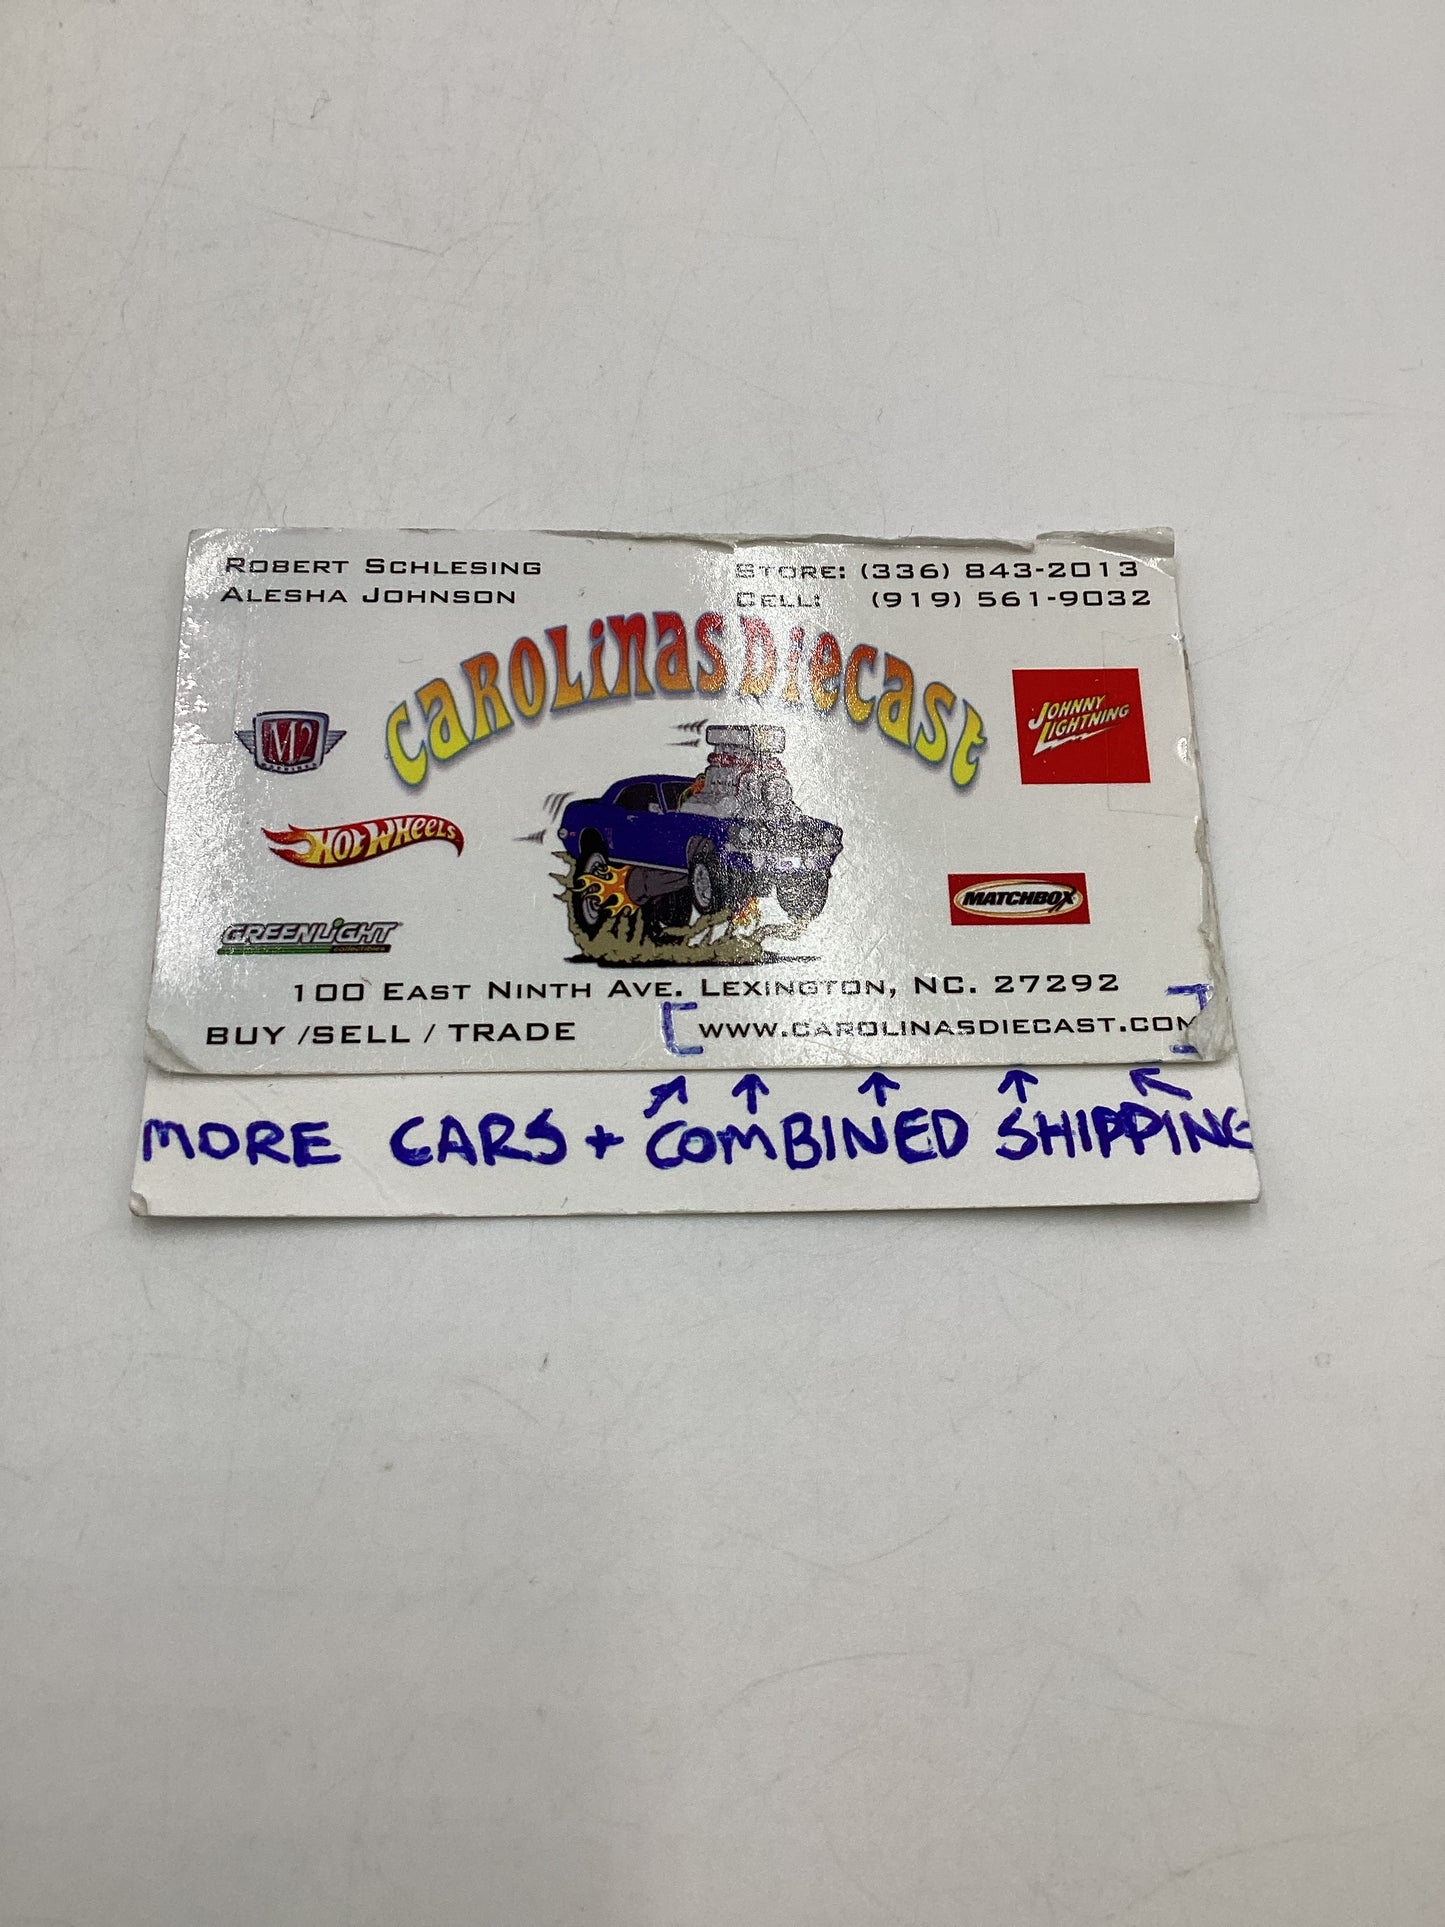 Robert Schlesing
Alesha Johnson
Store: (336) 843-2013
Cell: (919) 561-9032
Carolinas Diecast
M2
MACHINES
Johnny Lightning
Hot Wheels
MATCHBOX
GREENLiGHT
collectibles
100 East Ninth Ave. Lexington, NC. 27292
BUY /SELL / TRADE
www.carolinasdiecast.com
MORE CARS + COMBINED SHIPPING